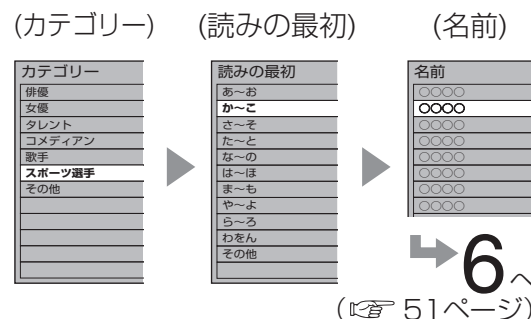 (カテゴリー)
(読みの最初)
(名前)
カテゴリー
俳優
女優
タレント
コメディアン
歌手
スポーツ選手
その他
読みの最初
あ〜お
か〜こ
さ〜そ
た〜と
な〜の
は〜ほ
ま〜も
や〜よ
ら〜ろ
わをん
その他
名前
○○○○
○○○○
○○○○
○○○○
○○○○
○○○○
○○○○
6へ
(☞ 51ページ)